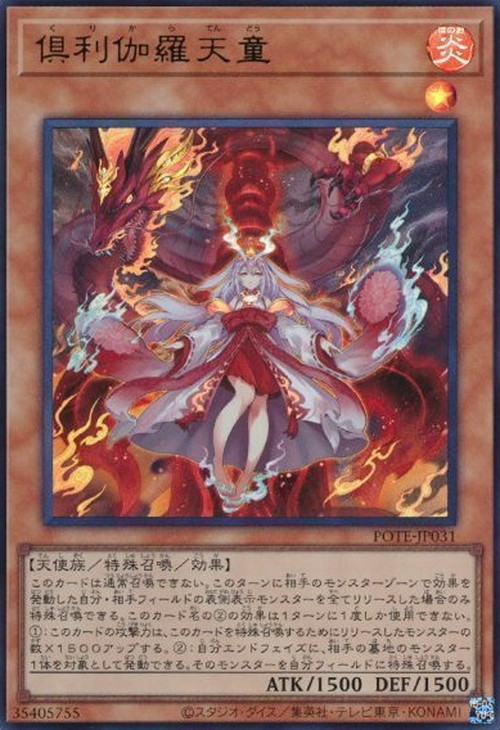 くりからてんどう
倶利伽羅天童
ほのお
炎
POTE-JP031
【天使族／特殊召喚／効果】
このカードは通常召喚できない。このターンに相手のモンスターゾーンで効果を
発動した自分・相手フィールドの表側表示モンスターを全てリリースした場合のみ
特殊召喚できる。このカード名の②の効果は１ターンに１度しか使用できない。
①：このカードの攻撃力は、このカードを特殊召喚するためにリリースしたモンスターの
数×１５００アップする。②：自分エンドフェイズに、相手の墓地のモンスター
１体を対象として発動できる。そのモンスターを自分フィールドに特殊召喚する。
ATK/1500 DEF/1500
35405755
©スタジオ・ダイス／集英社・テレビ東京・KONAMI